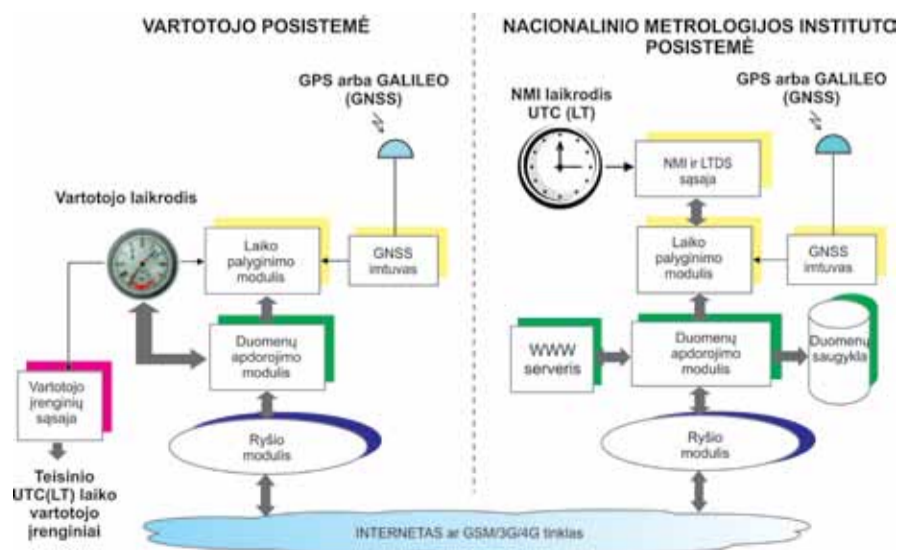 VARTOTOJO POSISTEMĖ
GPS arba GALILEO
(GNSS)
Vartotojo laikrodis
Laiko
palyginimo
modulis
GNSS
imtuvas
Duomenų
apdorojimo
modulis
Vartotojo
įrenginių
sąsaja
Ryšio
modulis
Teisinio
UTC(LT) laiko
vartotojo
įrenginiai
NACIONALINIO METROLOGIJOS INSTITUTO
POSISTEMĖ
GPS arba GALILEO
(GNSS)
NMI laikrodis
UTC (LT)
NMI ir LTDS
sąsaja
Laiko
palyginimo
modulis
GNSS
imtuvas
WWW
serveris
Duomenų
apdorojimo
modulis
Duomenų
saugykla
Ryšio
modulis
INTERNETAS ar GSM/3G/4G tinklas